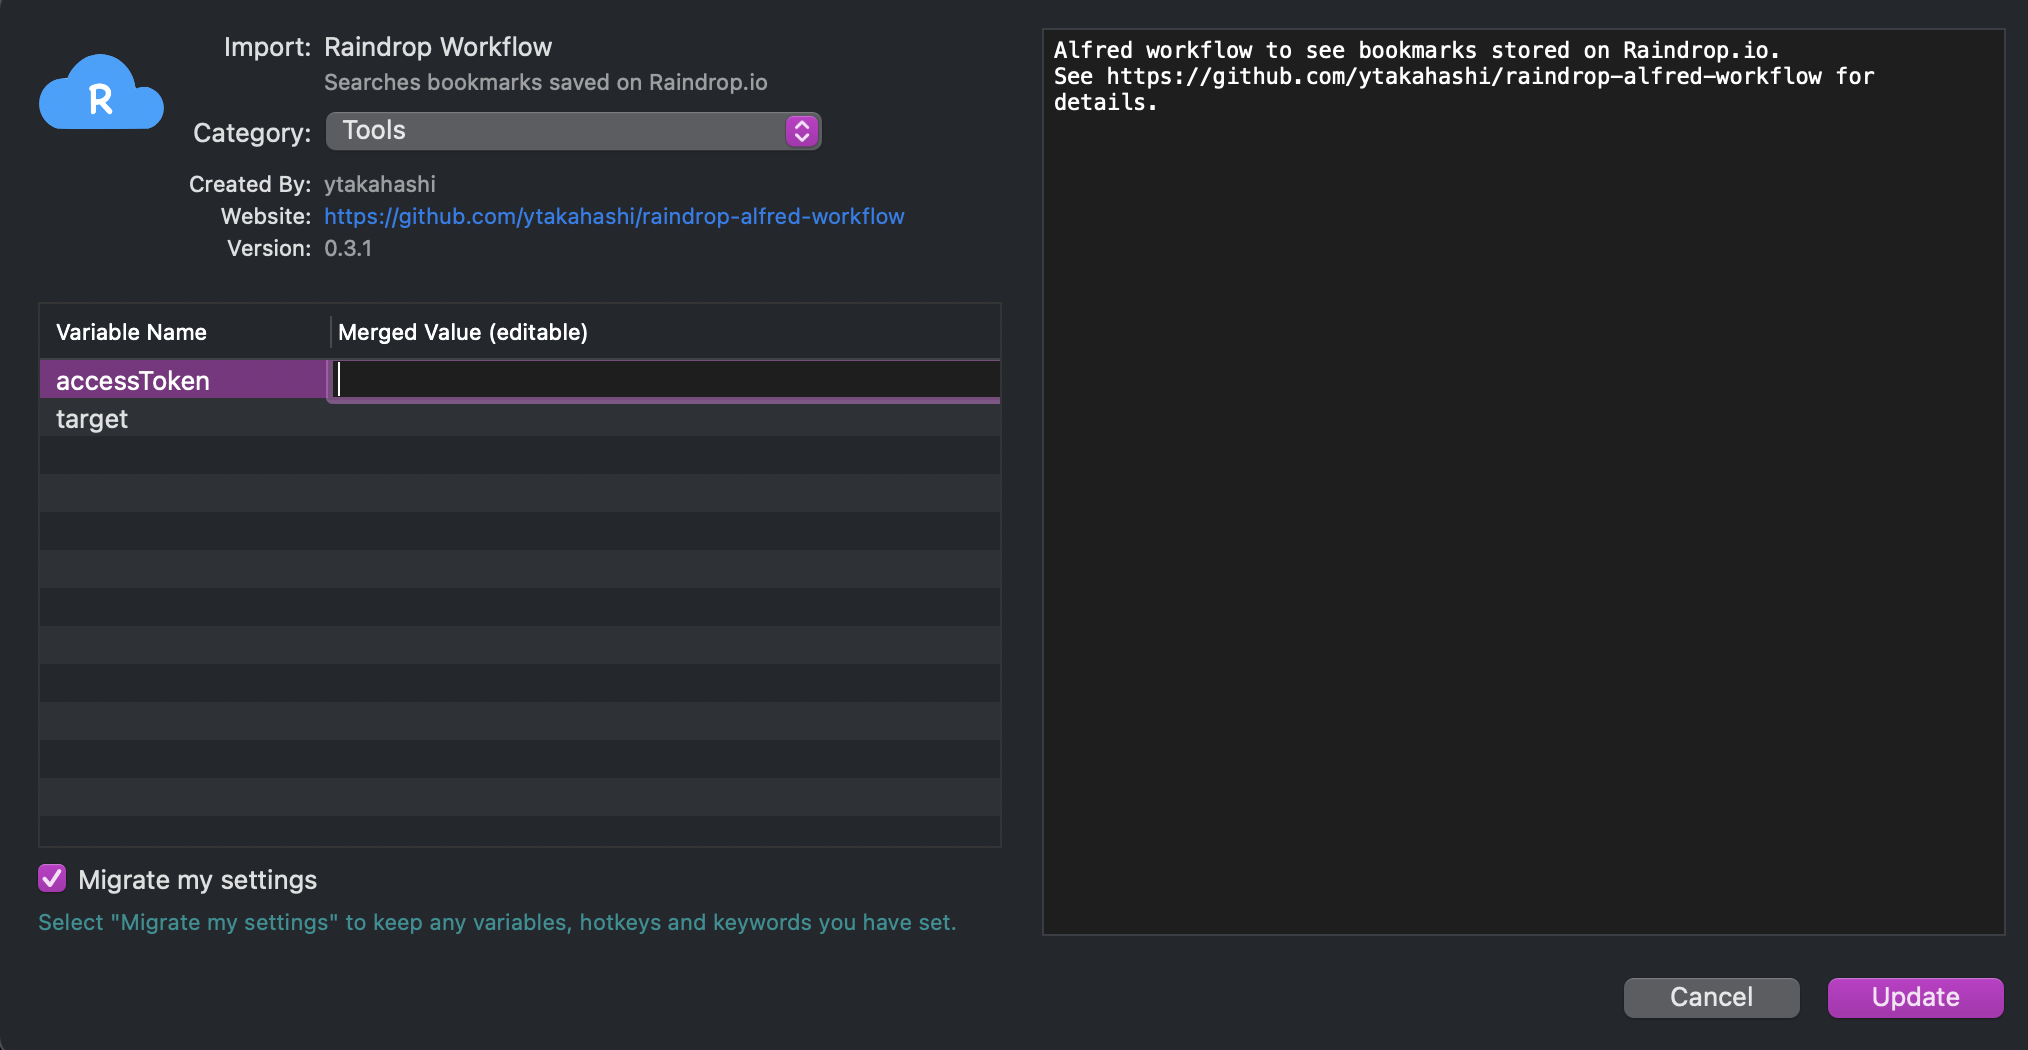 R
Import: Raindrop Workflow
Searches bookmarks saved on Raindrop.io
Category: Tools
Created By: ytakahashi
Website: https://github.com/ytakahashi/raindrop-alfred-workflow
Version: 0.3.1
Variable Name Merged Value (editable)
accessToken
target
Migrate my settings
Select "Migrate my settings" to keep any variables, hotkeys and keywords you have set.
Alfred workflow to see bookmarks stored on Raindrop.io.
See https://github.com/ytakahashi/raindrop-alfred-workflow for
details.
Cancel Update